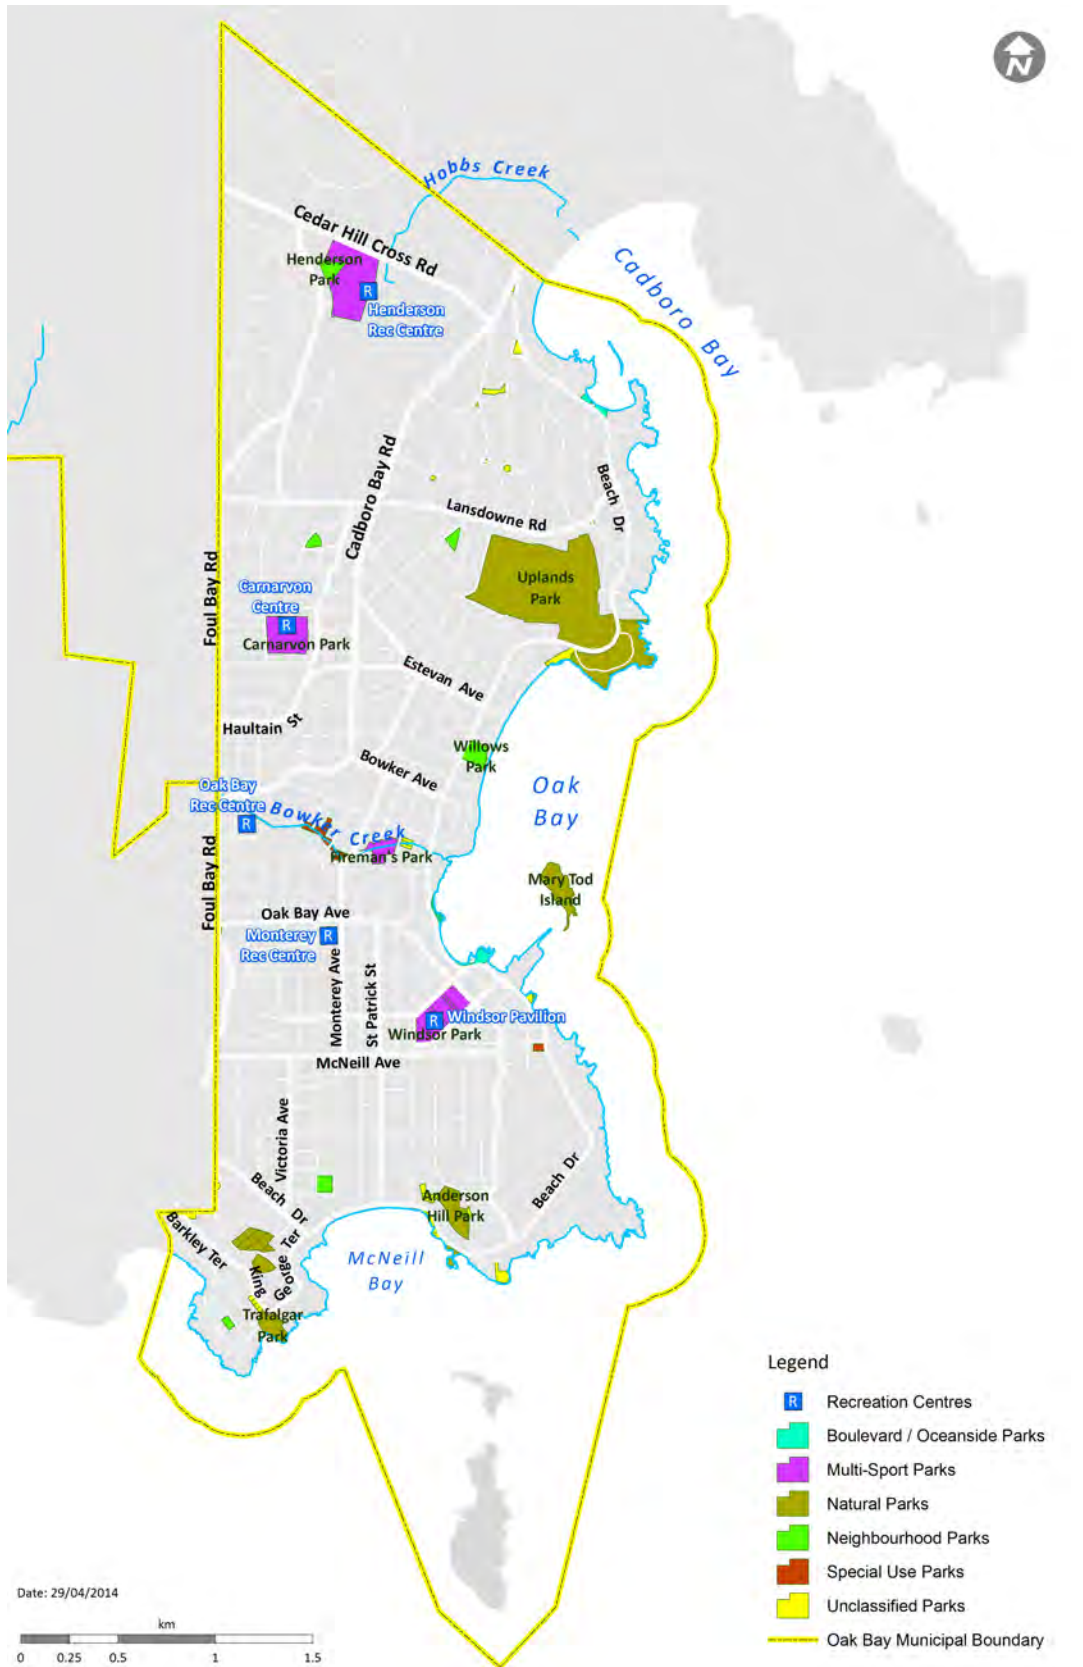 N
Hobbs Creek
Cedar Hill Cross Rd
Henderson
Park
R
Henderson
Rec Centre
Cadboro Bay
Cadboro Bay Rd
Beach Dr
Lansdowne Rd
Uplands
Park
Foul Bay Rd
Carnarvon
Centre
R
Carnarvon Park
Estevan Ave
Haultain St
Willows
Park
Bowker Ave
Oak
Bay
Oak Bay
Rec Centre
R
Bowker Creek
Fireman's Park
Foul Bay Rd
Mary Tod
Island
Oak Bay Ave
Monterey
Rec Centre
R
Monterey Ave
St Patrick St
R
Windsor Pavilion
Windsor Park
McNeill Ave
Victoria Ave
Beach Dr
Beach Dr
Anderson
Hill Park
Barkley Ter
King George Ter
McNeill
Bay
Trafalgar
Park
Legend
R Recreation Centres
Boulevard / Oceanside Parks
Multi-Sport Parks
Natural Parks
Neighbourhood Parks
Special Use Parks
Unclassified Parks
Oak Bay Municipal Boundary
Date: 29/04/2014
km
0 0.25 0.5 1 1.5